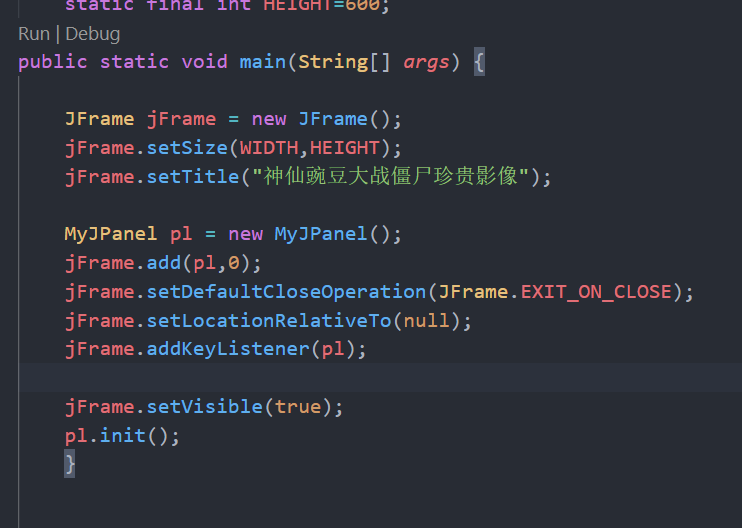 static final int HEIGHT=600;
Run | Debug
public static void main(String[] args) {
JFrame jFrame = new JFrame();
jFrame.setSize(WIDTH,HEIGHT);
jFrame.setTitle("神仙豌豆大战僵尸珍贵影像");
MyJPanel pl = new MyJPanel();
jFrame.add(pl,0);
jFrame.setDefaultCloseOperation(JFrame.EXIT_ON_CLOSE);
jFrame.setLocationRelativeTo(null);
jFrame.addKeyListener(pl);
jFrame.setVisible(true);
pl.init();
}